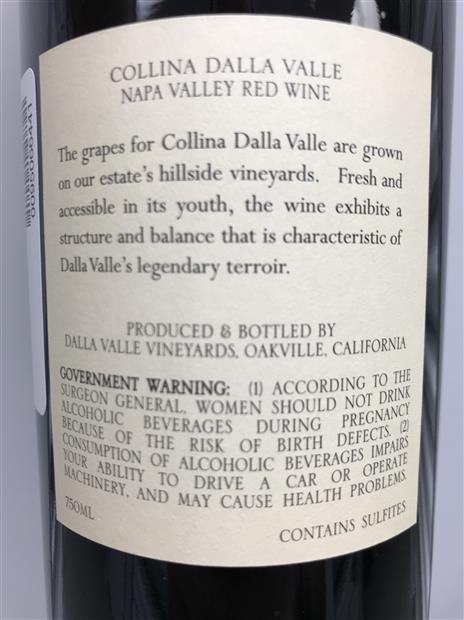 COLLINA DALLA VALLE
NAPA VALLEY RED WINE
The grapes for Collina Dalla Valle are grown
on our estate's hillside vineyards. Fresh and
accessible in its youth, the wine exhibits a
structure and balance that is characteristic of
Dalla Valle's legendary terroir.
PRODUCED & BOTTLED BY
DALLA VALLE VINEYARDS, OAKVILLE, CALIFORNIA
GOVERNMENT WARNING: (1) ACCORDING TO THE
SURGEON GENERAL, WOMEN SHOULD NOT DRINK
ALCOHOLIC BEVERAGES DURING PREGNANCY
BECAUSE OF THE RISK OF BIRTH DEFECTS. (2)
CONSUMPTION OF ALCOHOLIC BEVERAGES IMPAIRS
YOUR ABILITY TO DRIVE A CAR OR OPERATE
MACHINERY, AND MAY CAUSE HEALTH PROBLEMS.
750ML
CONTAINS SULFITES